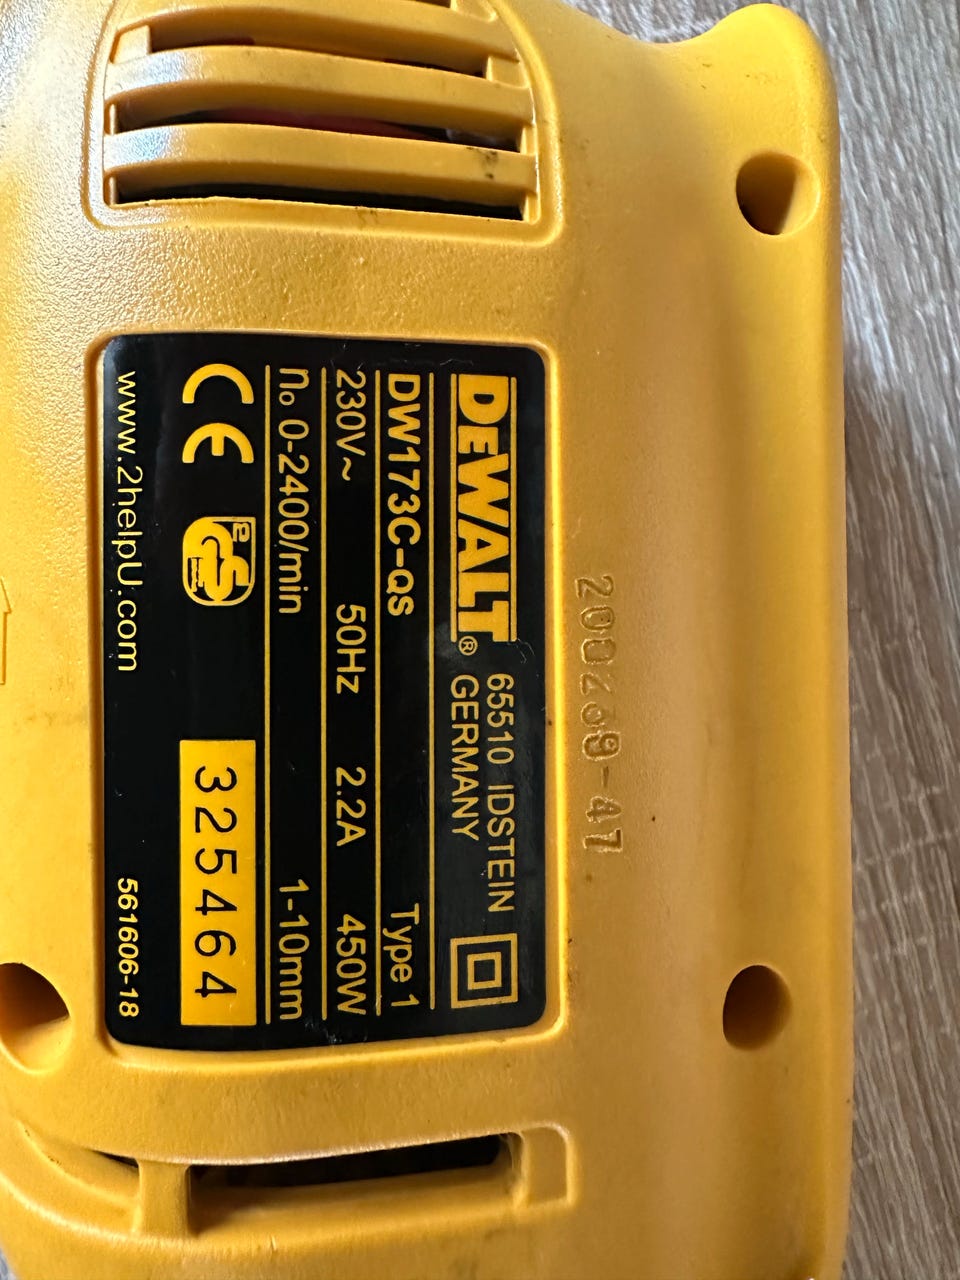 DEWALT® 65510 IDSTEIN
GERMANY
DW173C-QS Type 1
230V~ 50Hz 2.2A 450W
n₀ 0-2400/min 1-10mm
CE GS 325464
www.2helpU.com 561606-18